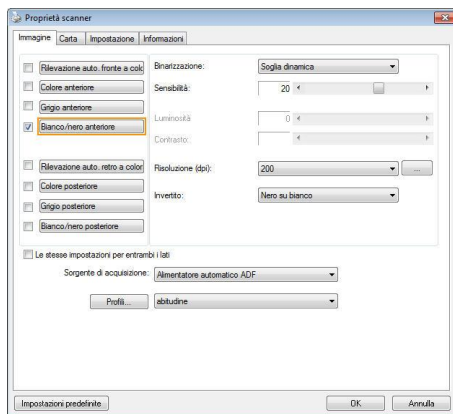 Proprietà scanner
Immagine Carta Impostazione Informazioni
Rilevazione auto. fronte a colo
Binarizzazione: Soglia dinamica
Colore anteriore
Sensibilità: 20
Grigio anteriore
Luminosità 0
Bianco/nero anteriore
Contrasto:
Rilevazione auto. retro a color
Risoluzione (dpi): 200 ...
Colore posteriore
Invertito: Nero su bianco
Grigio posteriore
Bianco/nero posteriore
Le stesse impostazioni per entrambi i lati
Sorgente di acquisizione: Alimentatore automatico ADF
Profili... abitudine
Impostazioni predefinite OK Annulla